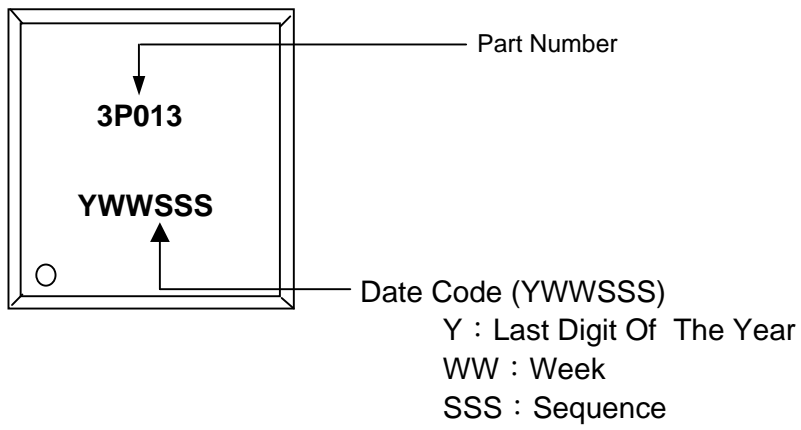 Part Number
3P013
YWWSSS
Date Code (YWWSSS)
Y：Last Digit Of The Year
WW：Week
SSS：Sequence